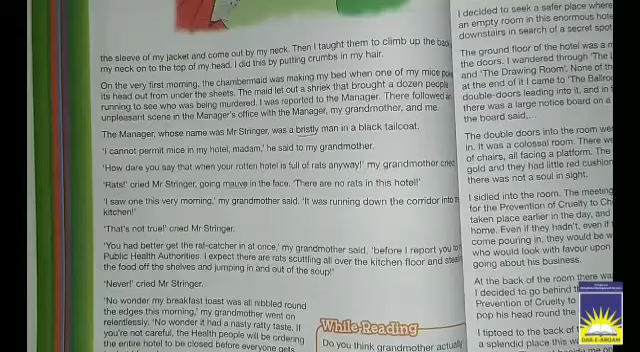 the sleeve of my jacket and come out by my neck. Then I taught them to climb up the back
my neck on to the top of my head. I did this by putting crumbs in my hair.
On the very first morning, the chambermaid was making my bed when one of my mice
its head out from under the sheets. The maid let out a shriek that brought a dozen people
running to see who was being murdered. I was reported to the Manager. There followed an
unpleasant scene in the Manager's office with the Manager, my grandmother, and me.
The Manager, whose name was Mr Stringer, was a bristly man in a black tailcoat.
'I cannot permit mice in my hotel, madam,' he said to my grandmother.
'How dare you say that when your rotten hotel is full of rats anyway!' my grandmother cried
'Rats!' cried Mr Stringer, going mauve in the face. 'There are no rats in this hotel!'
'I saw one this very morning,' my grandmother said. 'It was running down the corridor into
kitchen!'
'That's not true!' cried Mr Stringer.
'You had better get the rat-catcher in at once,' my grandmother said, 'before I report you to
Public Health Authorities. I expect there are rats scuttling all over the kitchen floor and
the food off the shelves and jumping in and out of the soup!'
'Never!' cried Mr Stringer.
'No wonder my breakfast toast was all nibbled round
the edges this morning,' my grandmother went on
relentlessly. 'No wonder it had a nasty ratty taste. If
you're not careful, the Health people will be ordering
the entire hotel to be closed before everyone gets
While Reading
Do you think grandmother actually
I decided to seek a safer place where
an empty room in this enormous
downstairs in search of a secret spot
The ground floor of the hotel was a
the doors. I wandered through 'The
and 'The Drawing Room'. None of
at the end of it I came to 'The
double-doors leading into it, and in
there was a large notice board on a
the board said,...
The double doors into the room
in. It was a colossal room. There
of chairs, all facing a platform. The
gold and they had little red cushions
there was not a soul in sight.
I sidled into the room. The meeting
for the Prevention of Cruelty to
taken place earlier in the day, and
home. Even if they hadn't, even if
come pouring in, they would be
who would look with favour upon
going about his business.
At the back of the room there was
I decided to go behind
Prevention of Cruelty to
pop his head round the
I tiptoed to the back of
a splendid place this
DAR-E-ARQAM